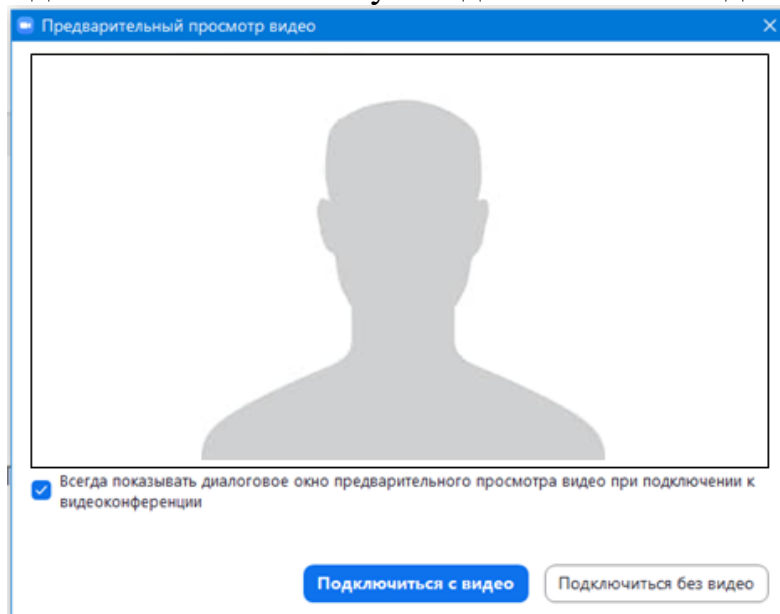 Предварительный просмотр видео
Всегда показывать диалоговое окно предварительного просмотра видео при подключении к
видеоконференции
Подключиться с видео
Подключиться без видео